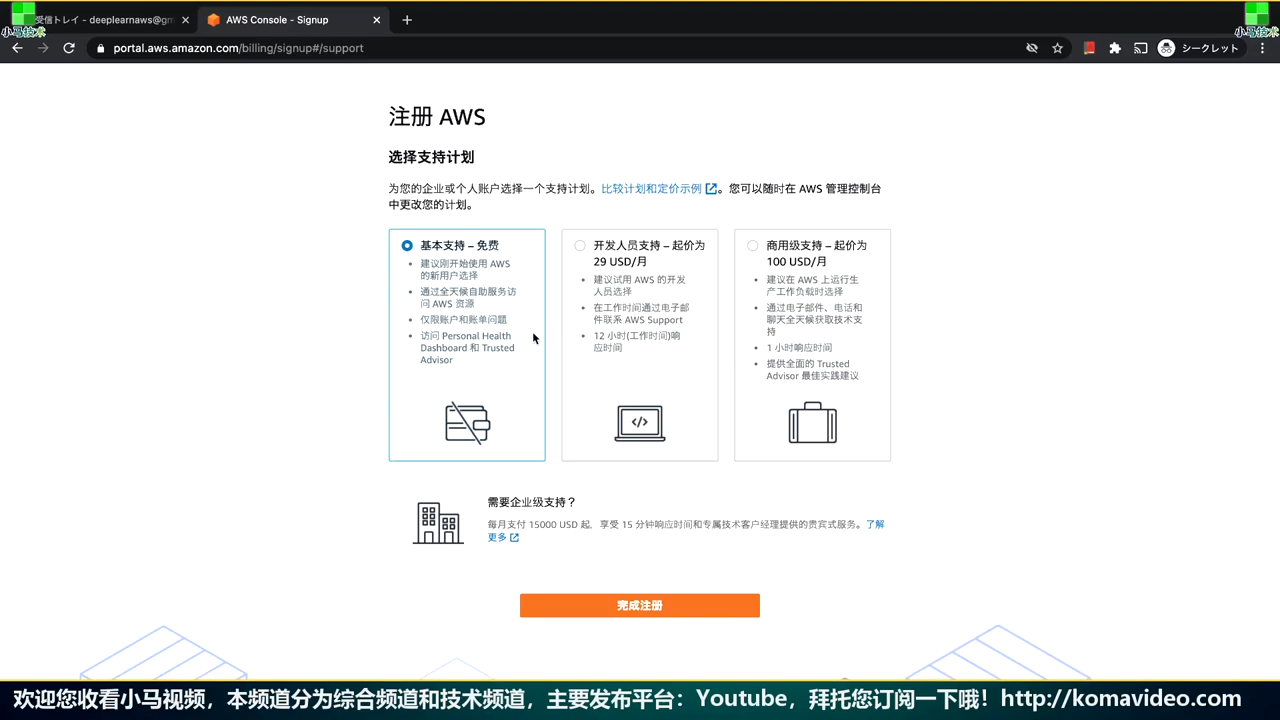 小马技术
小马技术
受信トレイ - deeplearnaws@gm
AWS Console - Signup
portal.aws.amazon.com/billing/signup#/support
シークレット
注册 AWS
选择支持计划
为您的企业或个人账户选择一个支持计划。比较计划和定价示例。您可以随时在 AWS 管理控制台
中更改您的计划。
基本支持 – 免费
建议刚开始使用 AWS
的新用户选择
通过全天候自助服务访
问 AWS 资源
仅限账户和账单问题
访问 Personal Health
Dashboard 和 Trusted
Advisor
开发人员支持 – 起价为
29 USD/月
建议试用 AWS 的开发
人员选择
在工作时间通过电子邮
件联系 AWS Support
12 小时(工作时间)响
应时间
商用级支持 – 起价为
100 USD/月
建议在 AWS 上运行生
产工作负载时选择
通过电子邮件、电话和
聊天全天候获取技术支
持
1 小时响应时间
提供全面的 Trusted
Advisor 最佳实践建议
</>
需要企业级支持？
每月支付 15000 USD 起，享受 15 分钟响应时间和专属技术客户经理提供的贵宾式服务。了解
更多
完成注册
欢迎您收看小马视频，本频道分为综合频道和技术频道，主要发布平台：Youtube，拜托您订阅一下哦！http://komavideo.com